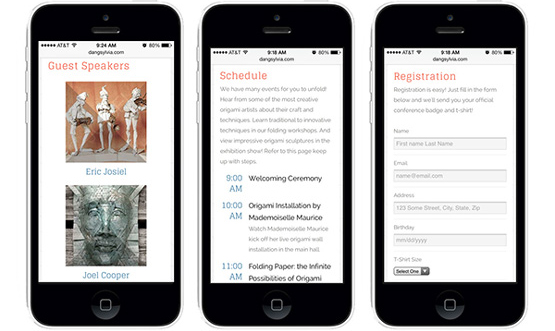 •••••• AT&T 9:24 AM 80%
dangsylvia.com
Guest Speakers
Eric Josiel
Joel Cooper
•••••• AT&T 9:18 AM 80%
dangsylvia.com
Schedule
We have many events for you to unfold!
Hear from some of the most creative
origami artists about their craft and
techniques. Learn traditional to innovative
techniques in our folding workshops. And
view impressive origami sculptures in the
exhibition show! Refer to this page keep
up with steps.
9:00 AM Welcoming Ceremony
10:00 AM Origami Installation by
Mademoiselle Maurice
Watch Mademoiselle Maurice
kick off her live origami wall
installation in the main hall
11:00 AM Folding Paper: the Infinite
Possibilities of Origami
•••••• AT&T 9:18 AM 80%
dangsylvia.com
Registration
Registration is easy! Just fill in the form
below and we'll send you your official
conference badge and t-shirt!
Name
First name Last Name
Email
name@email.com
Address
123 Some Street, City, State, Zip
Birthday
mm/dd/yyyy
T-Shirt Size
Select One